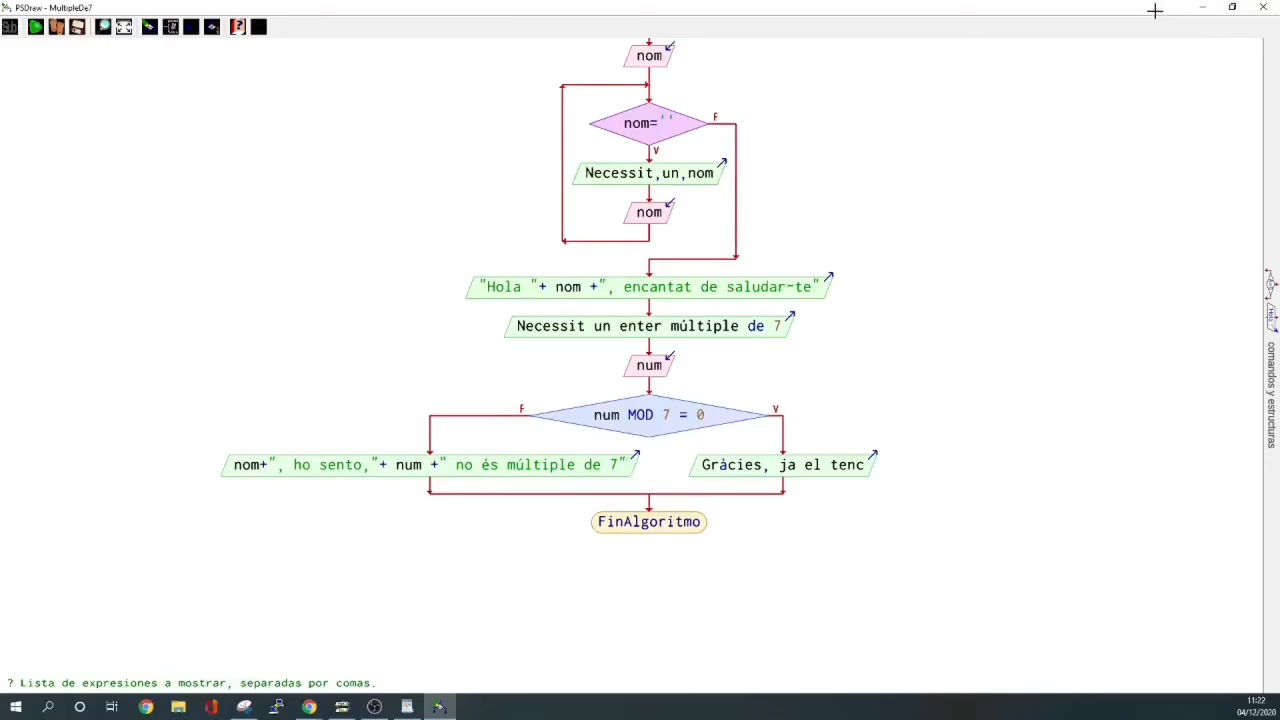 PSDraw - MultipleDe7
nom
nom=''
F
V
Necessit,un,nom
nom
"Hola "+ nom +", encantat de saludar-te"
Necessit un enter múltiple de 7
num
F
num MOD 7 = 0
V
nom+", ho sento,"+ num +" no és múltiple de 7"
Gràcies, ja el tenc
FinAlgoritmo
comandos y estructuras
? Lista de expresiones a mostrar, separadas por comas.
11:22
04/12/2020